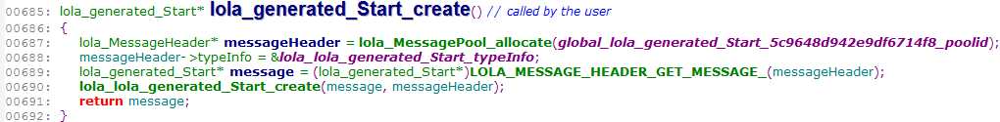 00685: lola_generated_Start* lola_generated_Start_create() // called by the user
00686: {
00687: lola_MessageHeader* messageHeader = lola_MessagePool_allocate(global_lola_generated_Start_5c9648d942e9df6714f8_poolid);
00688: messageHeader->typeInfo = &lola_lola_generated_Start_typeInfo;
00689: lola_generated_Start* message = (lola_generated_Start*)LOLA_MESSAGE_HEADER_GET_MESSAGE_(messageHeader);
00690: lola_lola_generated_Start_create(message, messageHeader);
00691: return message;
00692: }